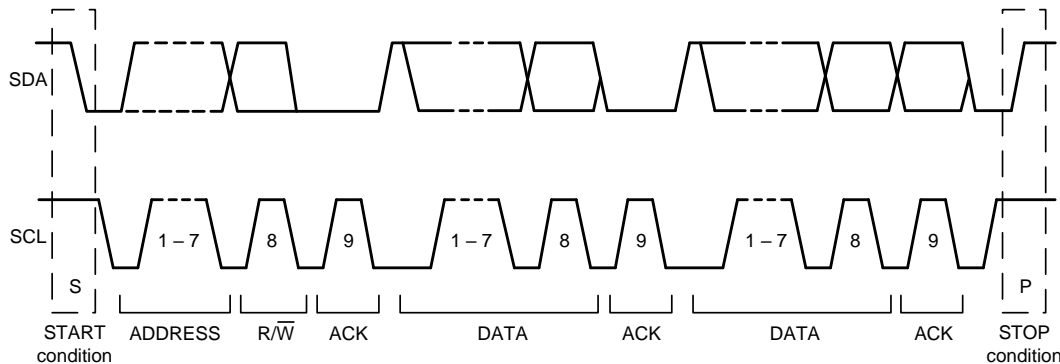 SDA
SCL
1 – 7 8 9 1 – 7 8 9 1 – 7 8 9
S P
START condition ADDRESS R/W̅ ACK DATA ACK DATA ACK STOP condition